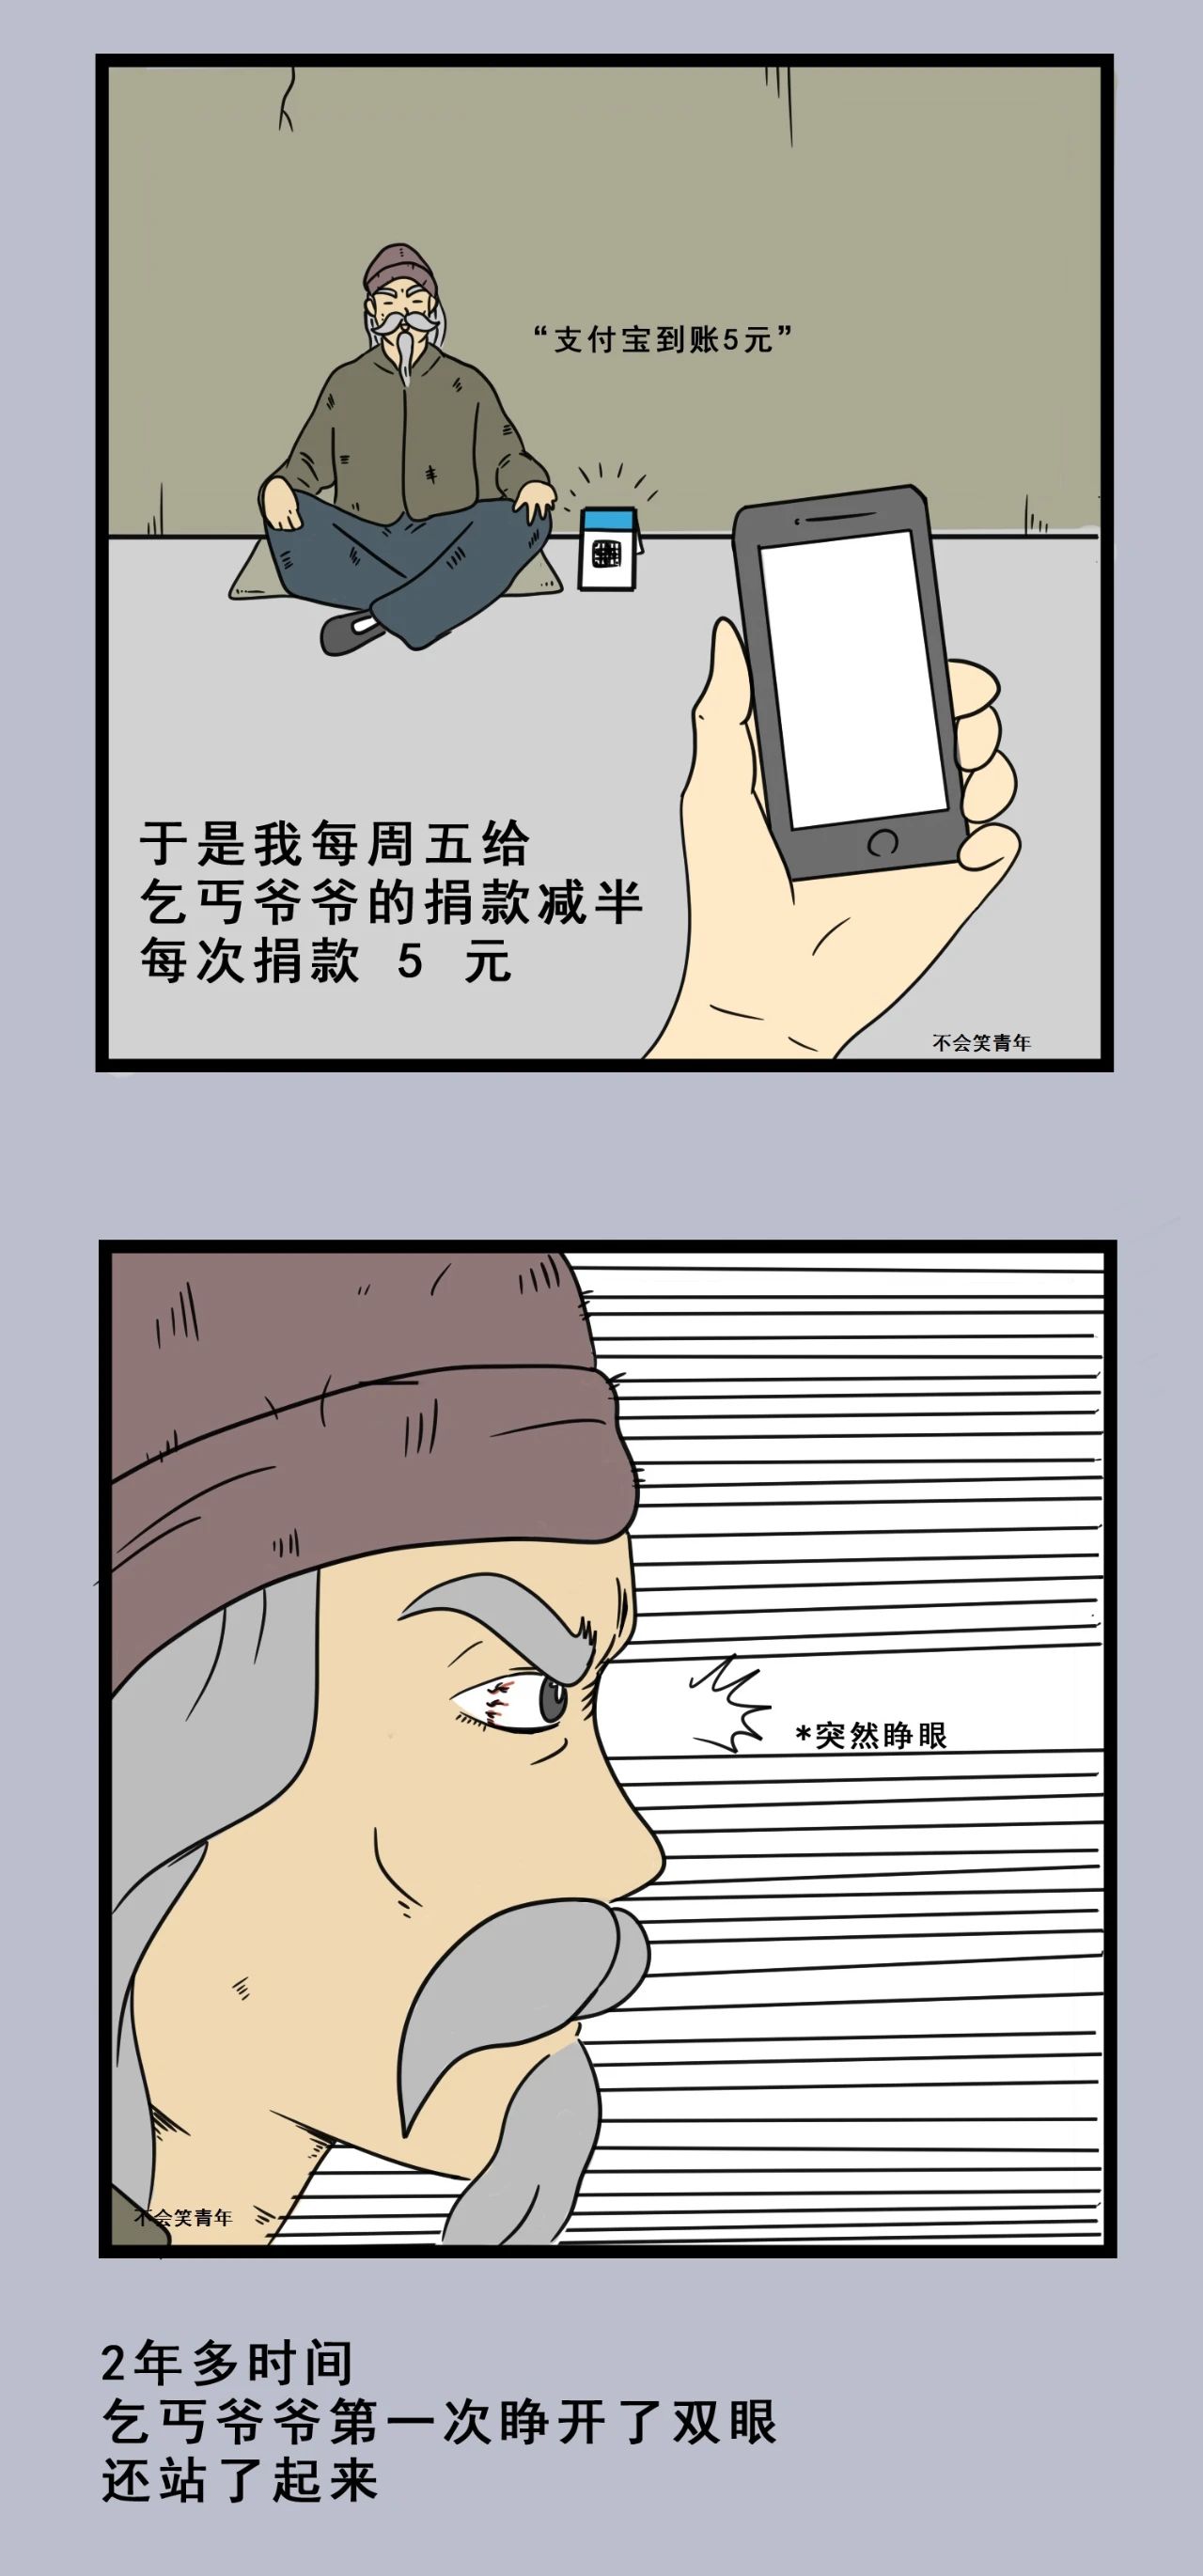 “支付宝到账5元”
于是我每周五给
乞丐爷爷的捐款减半
每次捐款 5 元
不会笑青年
*突然睁眼
不会笑青年
2年多时间
乞丐爷爷第一次睁开了双眼
还站了起来